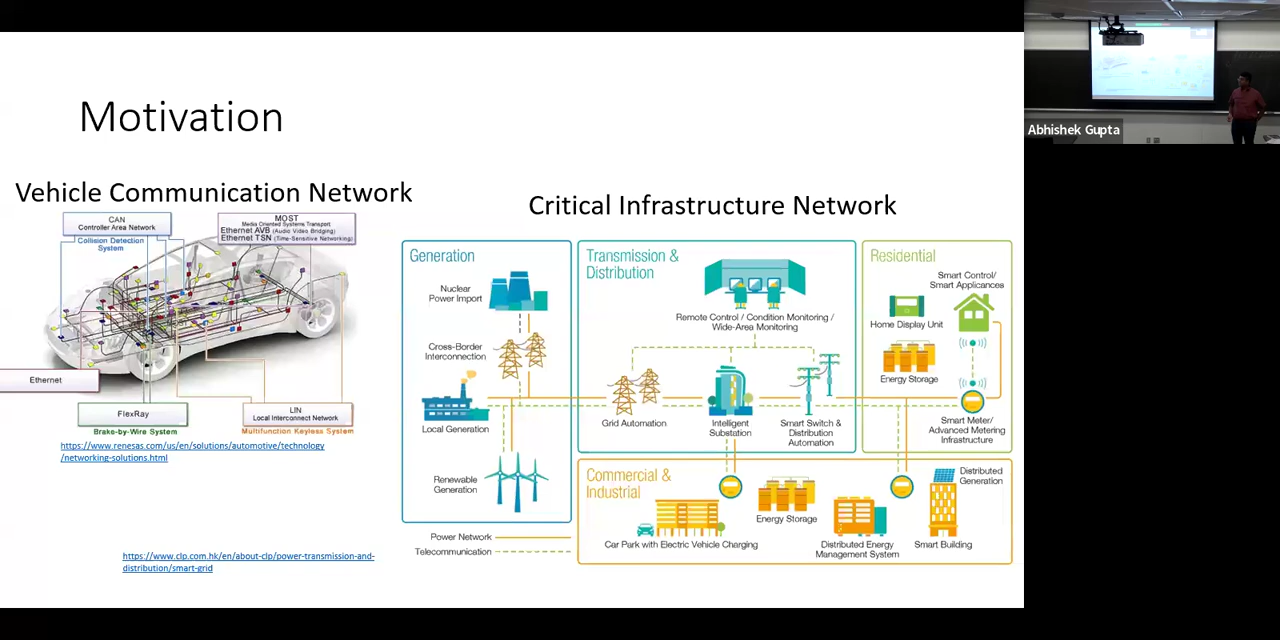 Motivation
Vehicle Communication Network
CAN
Controller Area Network
Collision Detection
System
MOST
Media Oriented Systems Transport
Ethernet AVB (Audio Video Bridging)
Ethernet TSN (Time-Sensitive Networking)
Ethernet
FlexRay
Brake-by-Wire System
LIN
Local Interconnect Network
Multifunction Keyless System
https://www.renesas.com/us/en/solutions/automotive/technology
/networking-solutions.html
https://www.clp.com.hk/en/about-clp/power-transmission-and-
distribution/smart-grid
Critical Infrastructure Network
Generation
Nuclear
Power Import
Cross-Border
Interconnection
Local Generation
Renewable
Generation
Transmission &
Distribution
Remote Control / Condition Monitoring /
Wide-Area Monitoring
Grid Automation
Intelligent
Substation
Smart Switch &
Distribution
Automation
Residential
Smart Control/
Smart Applicances
Home Display Unit
Energy Storage
Smart Meter/
Advanced Metering
Infrastructure
Commercial &
Industrial
Car Park with Electric Vehicle Charging
Energy Storage
Distributed Energy
Management System
Distributed
Generation
Smart Building
Power Network
Telecommunication
Abhishek Gupta